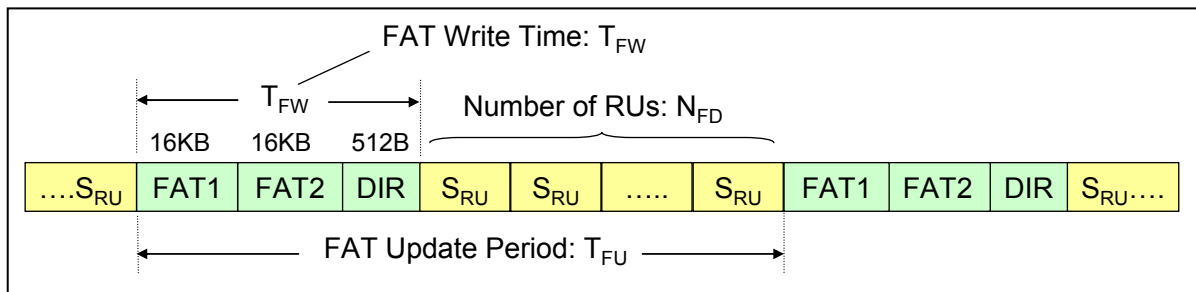 FAT Write Time: T_FW
T_FW
Number of RUs: N_FD
16KB 16KB 512B
….S_RU FAT1 FAT2 DIR S_RU S_RU ….. S_RU FAT1 FAT2 DIR S_RU….
FAT Update Period: T_FU